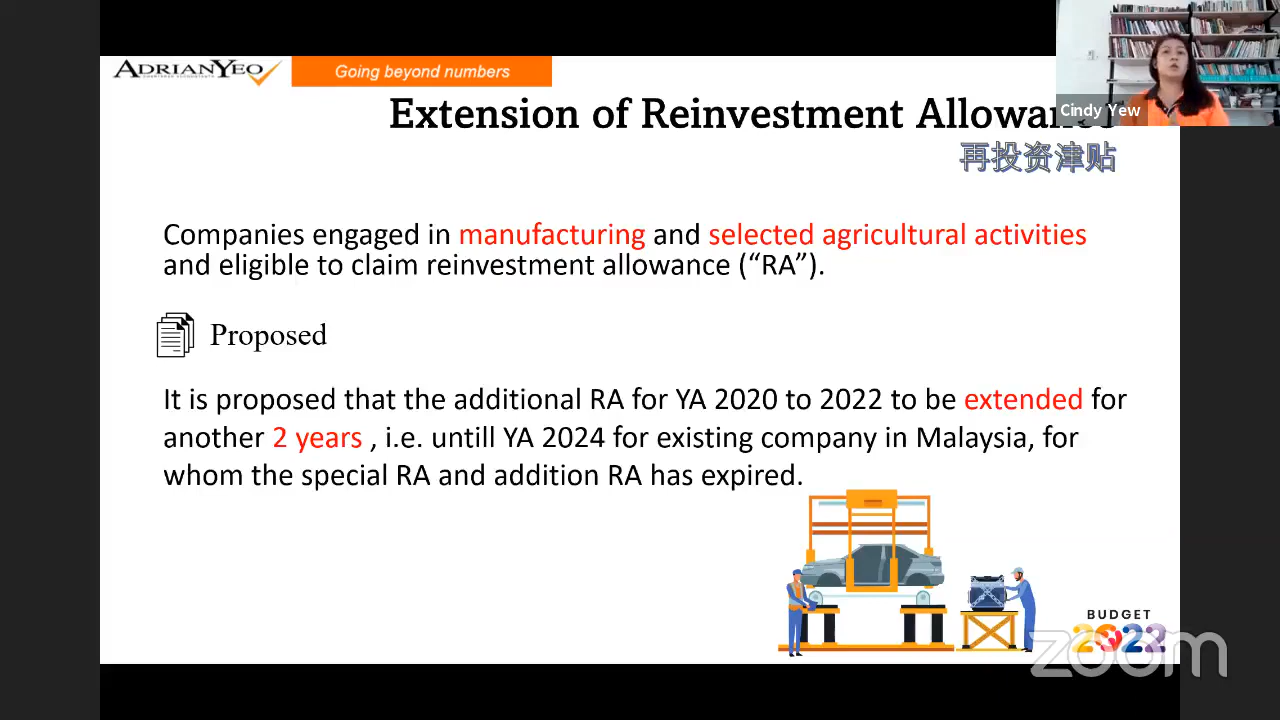 ADRIANYEO
Going beyond numbers
Cindy Yew
Extension of Reinvestment Allowance
再投资津贴
Companies engaged in manufacturing and selected agricultural activities
and eligible to claim reinvestment allowance (“RA”).
Proposed
It is proposed that the additional RA for YA 2020 to 2022 to be extended for
another 2 years , i.e. untill YA 2024 for existing company in Malaysia, for
whom the special RA and addition RA has expired.
BUDGET
zoom